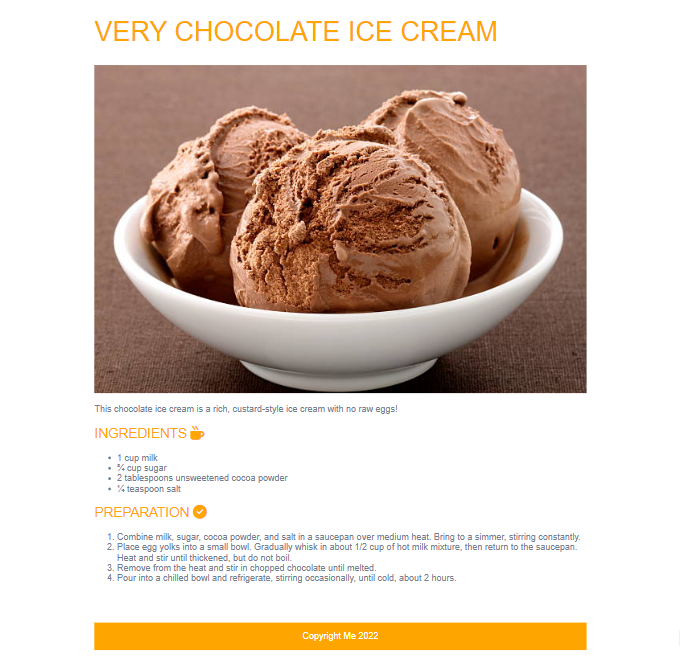 VERY CHOCOLATE ICE CREAM
This chocolate ice cream is a rich, custard-style ice cream with no raw eggs!
INGREDIENTS
• 1 cup milk
• ¾ cup sugar
• 2 tablespoons unsweetened cocoa powder
• ¼ teaspoon salt
PREPARATION
1. Combine milk, sugar, cocoa powder, and salt in a saucepan over medium heat. Bring to a simmer, stirring constantly.
2. Place egg yolks into a small bowl. Gradually whisk in about 1/2 cup of hot milk mixture, then return to the saucepan.
Heat and stir until thickened, but do not boil.
3. Remove from the heat and stir in chopped chocolate until melted.
4. Pour into a chilled bowl and refrigerate, stirring occasionally, until cold, about 2 hours.
Copyright Me 2022